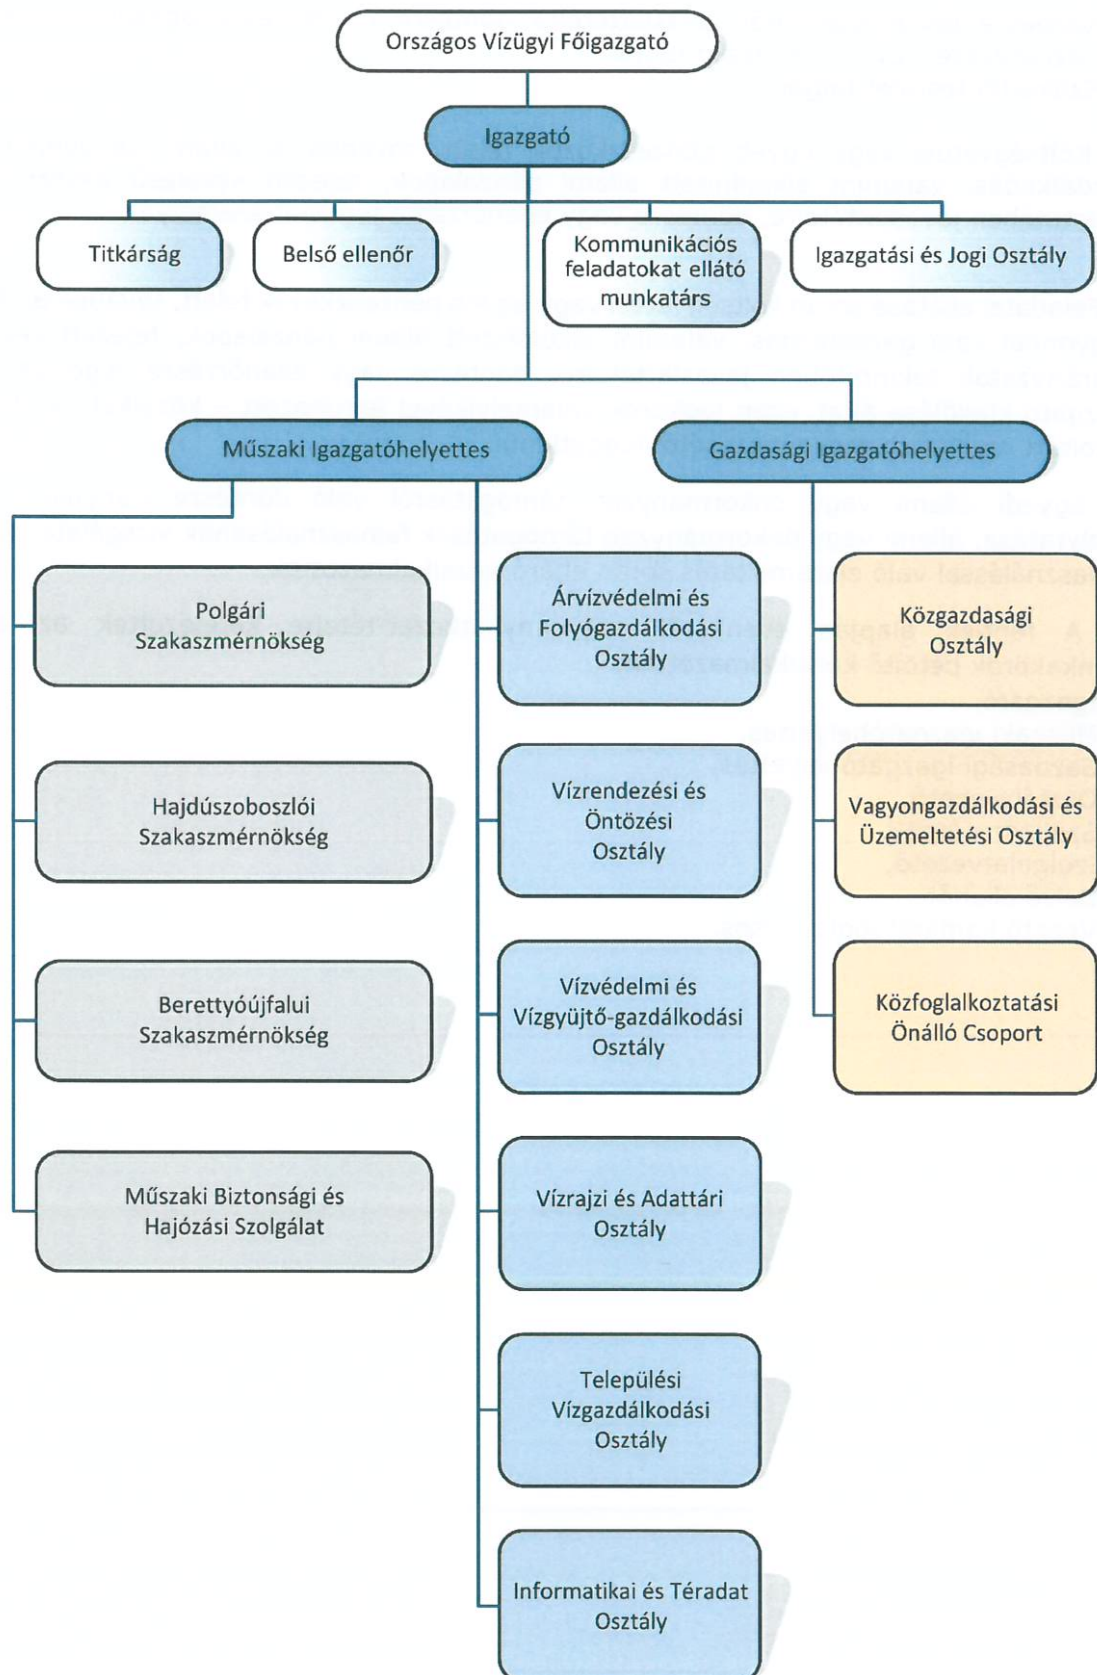 Országos Vízügyi Főigazgató
Igazgató
Titkárság
Belső ellenőr
Kommunikációs
feladatokat ellátó
munkatárs
Igazgatási és Jogi Osztály
Műszaki Igazgatóhelyettes
Gazdasági Igazgatóhelyettes
Polgári
Szakaszmérnökség
Hajdúszoboszlói
Szakaszmérnökség
Berettyóújfalui
Szakaszmérnökség
Műszaki Biztonsági és
Hajózási Szolgálat
Árvízvédelmi és
Folyógazdálkodási
Osztály
Vízrendezési és
Öntözési
Osztály
Vízvédelmi és
Vízgyüjtő-gazdálkodási
Osztály
Vízrajzi és Adattári
Osztály
Települési
Vízgazdálkodási
Osztály
Informatikai és Téradat
Osztály
Közgazdasági
Osztály
Vagyongazdálkodási és
Üzemeltetési Osztály
Közfoglalkoztatási
Önálló Csoport